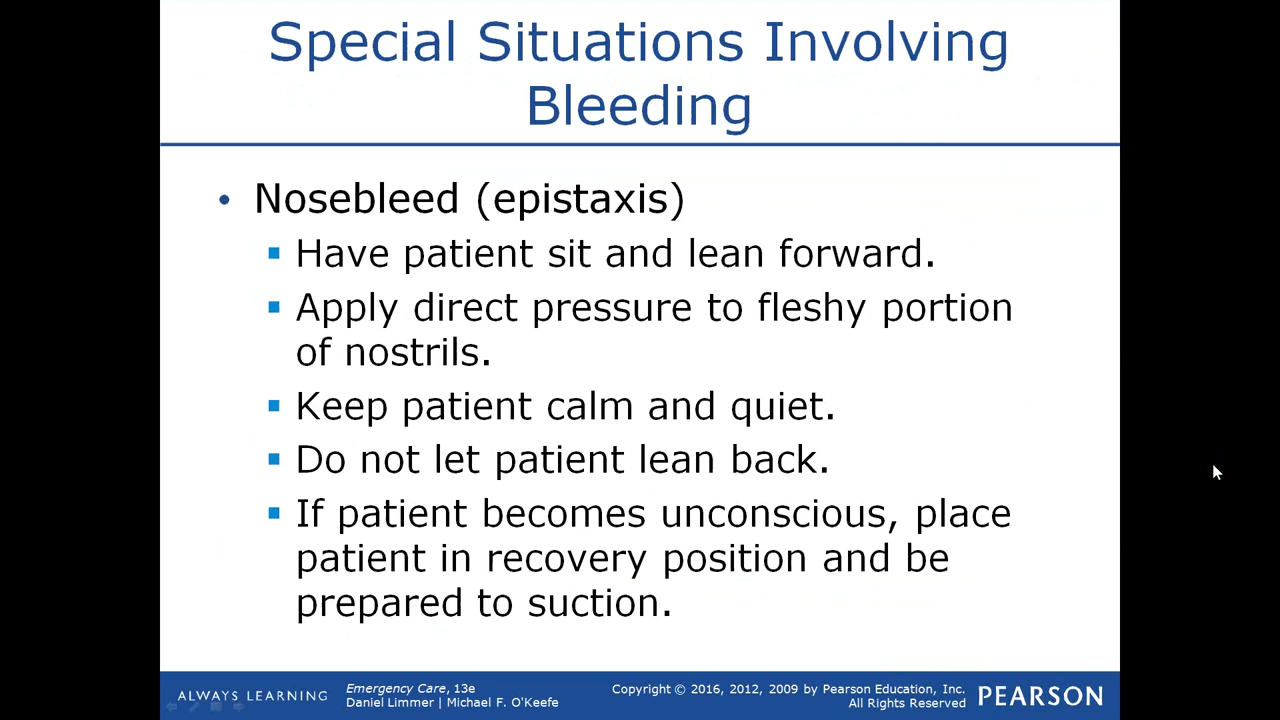 Special Situations Involving
Bleeding
• Nosebleed (epistaxis)
▪ Have patient sit and lean forward.
▪ Apply direct pressure to fleshy portion
of nostrils.
▪ Keep patient calm and quiet.
▪ Do not let patient lean back.
▪ If patient becomes unconscious, place
patient in recovery position and be
prepared to suction.
ALWAYS LEARNING
Emergency Care, 13e
Daniel Limmer | Michael F. O'Keefe
Copyright © 2016, 2012, 2009 by Pearson Education, Inc.
All Rights Reserved
PEARSON